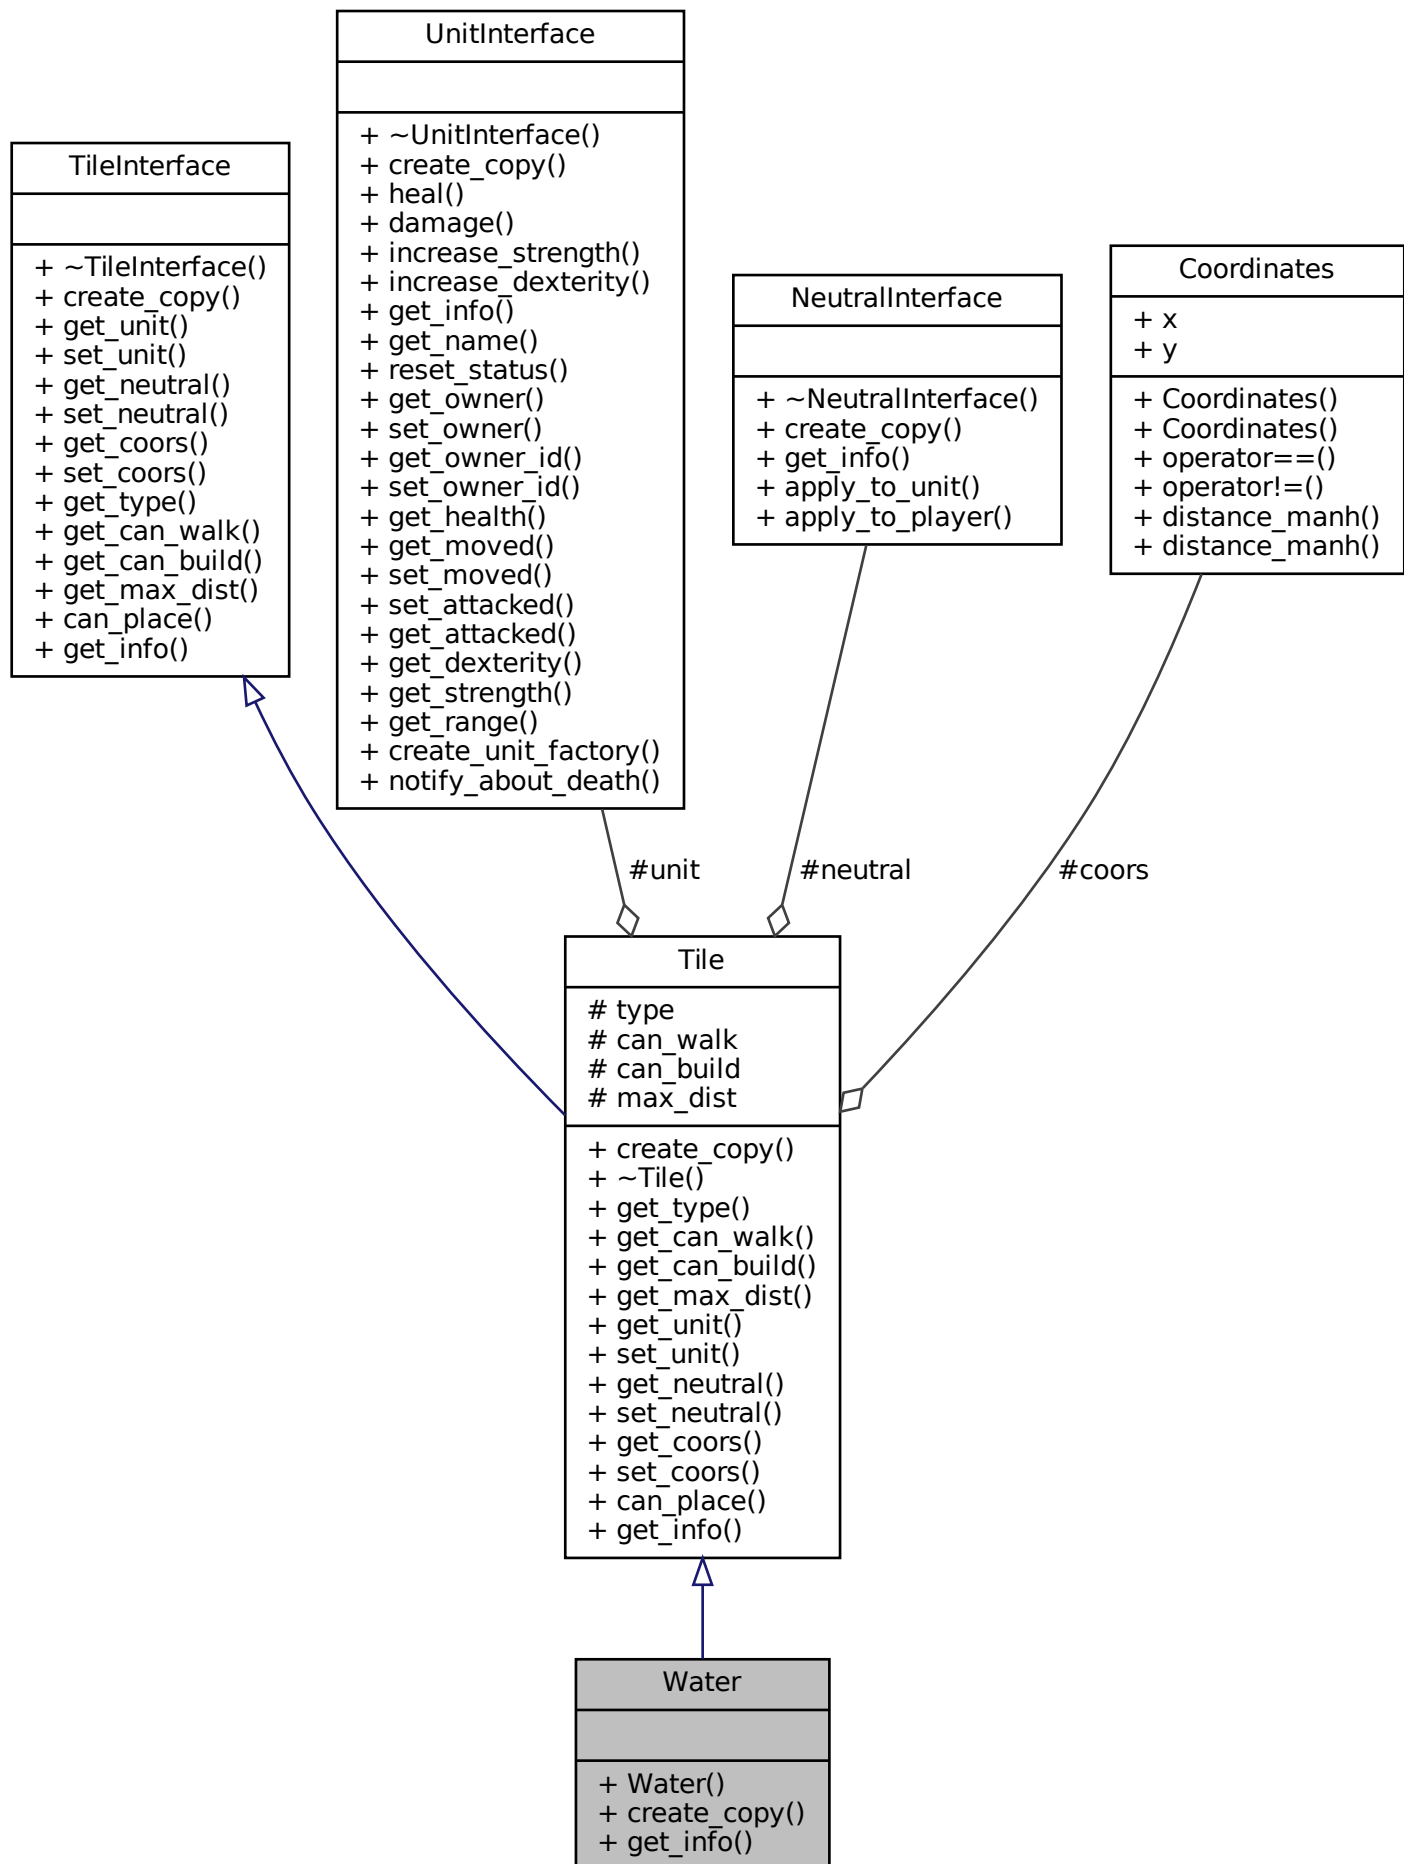 UnitInterface
+ ~UnitInterface()
+ create_copy()
+ heal()
+ damage()
+ increase_strength()
+ increase_dexterity()
+ get_info()
+ get_name()
+ reset_status()
+ get_owner()
+ set_owner()
+ get_owner_id()
+ set_owner_id()
+ get_health()
+ get_moved()
+ set_moved()
+ set_attacked()
+ get_attacked()
+ get_dexterity()
+ get_strength()
+ get_range()
+ create_unit_factory()
+ notify_about_death()
TileInterface
+ ~TileInterface()
+ create_copy()
+ get_unit()
+ set_unit()
+ get_neutral()
+ set_neutral()
+ get_coors()
+ set_coors()
+ get_type()
+ get_can_walk()
+ get_can_build()
+ get_max_dist()
+ can_place()
+ get_info()
NeutralInterface
+ ~NeutralInterface()
+ create_copy()
+ get_info()
+ apply_to_unit()
+ apply_to_player()
Coordinates
+ x
+ y
+ Coordinates()
+ Coordinates()
+ operator==()
+ operator!=()
+ distance_manh()
+ distance_manh()
#unit
#neutral
#coors
Tile
# type
# can_walk
# can_build
# max_dist
+ create_copy()
+ ~Tile()
+ get_type()
+ get_can_walk()
+ get_can_build()
+ get_max_dist()
+ get_unit()
+ set_unit()
+ get_neutral()
+ set_neutral()
+ get_coors()
+ set_coors()
+ can_place()
+ get_info()
Water
+ Water()
+ create_copy()
+ get_info()